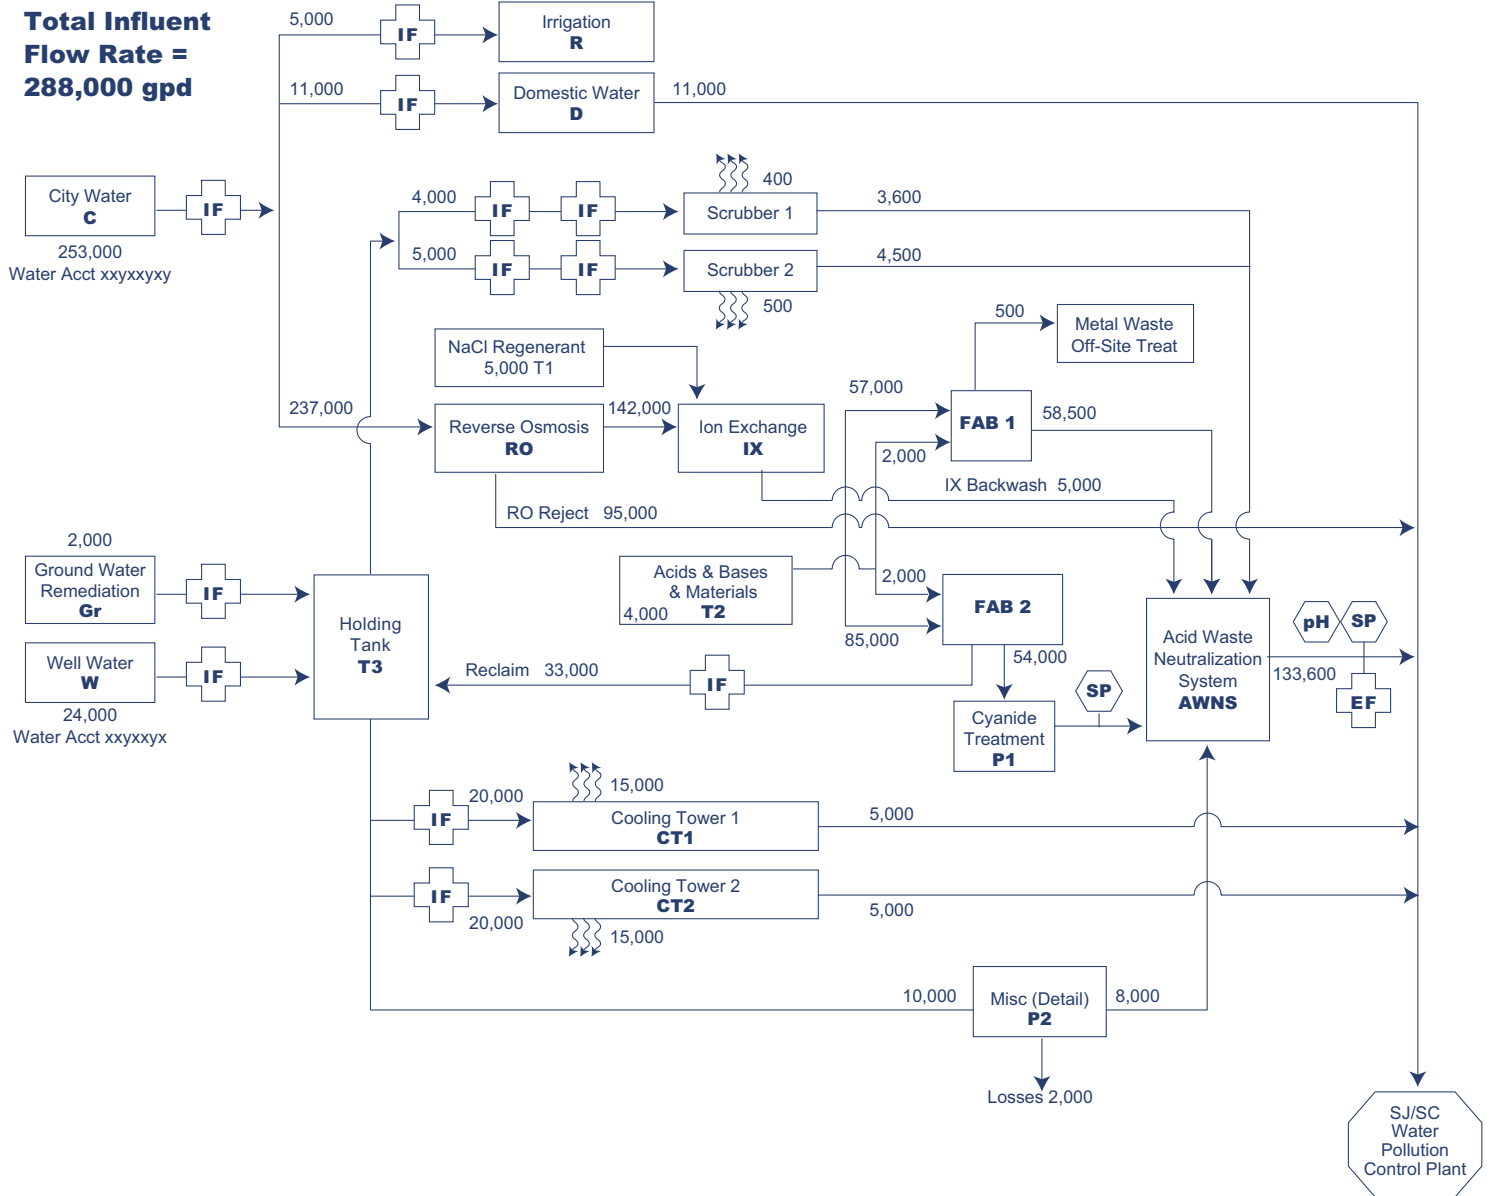 Total Influent
Flow Rate =
288,000 gpd
5,000
IF
Irrigation
R
11,000
IF
Domestic Water
D
11,000
City Water
C
IF
253,000
Water Acct xxyxxyxy
4,000
IF
IF
400
Scrubber 1
3,600
5,000
IF
IF
Scrubber 2
4,500
500
NaCl Regenerant
5,000 T1
500
Metal Waste
Off-Site Treat
237,000
Reverse Osmosis
RO
142,000
Ion Exchange
IX
57,000
2,000
FAB 1
58,500
IX Backwash 5,000
RO Reject 95,000
2,000
Ground Water
Remediation
Gr
IF
Well Water
W
IF
24,000
Water Acct xxyxxyx
Holding
Tank
T3
Acids & Bases
& Materials
4,000 T2
2,000
85,000
FAB 2
Reclaim 33,000
IF
54,000
Cyanide
Treatment
P1
SP
Acid Waste
Neutralization
System
AWNS
pH
SP
133,600
EF
IF
20,000
15,000
Cooling Tower 1
CT1
5,000
IF
20,000
Cooling Tower 2
CT2
15,000
5,000
10,000
Misc (Detail)
P2
8,000
Losses 2,000
SJ/SC
Water
Pollution
Control Plant